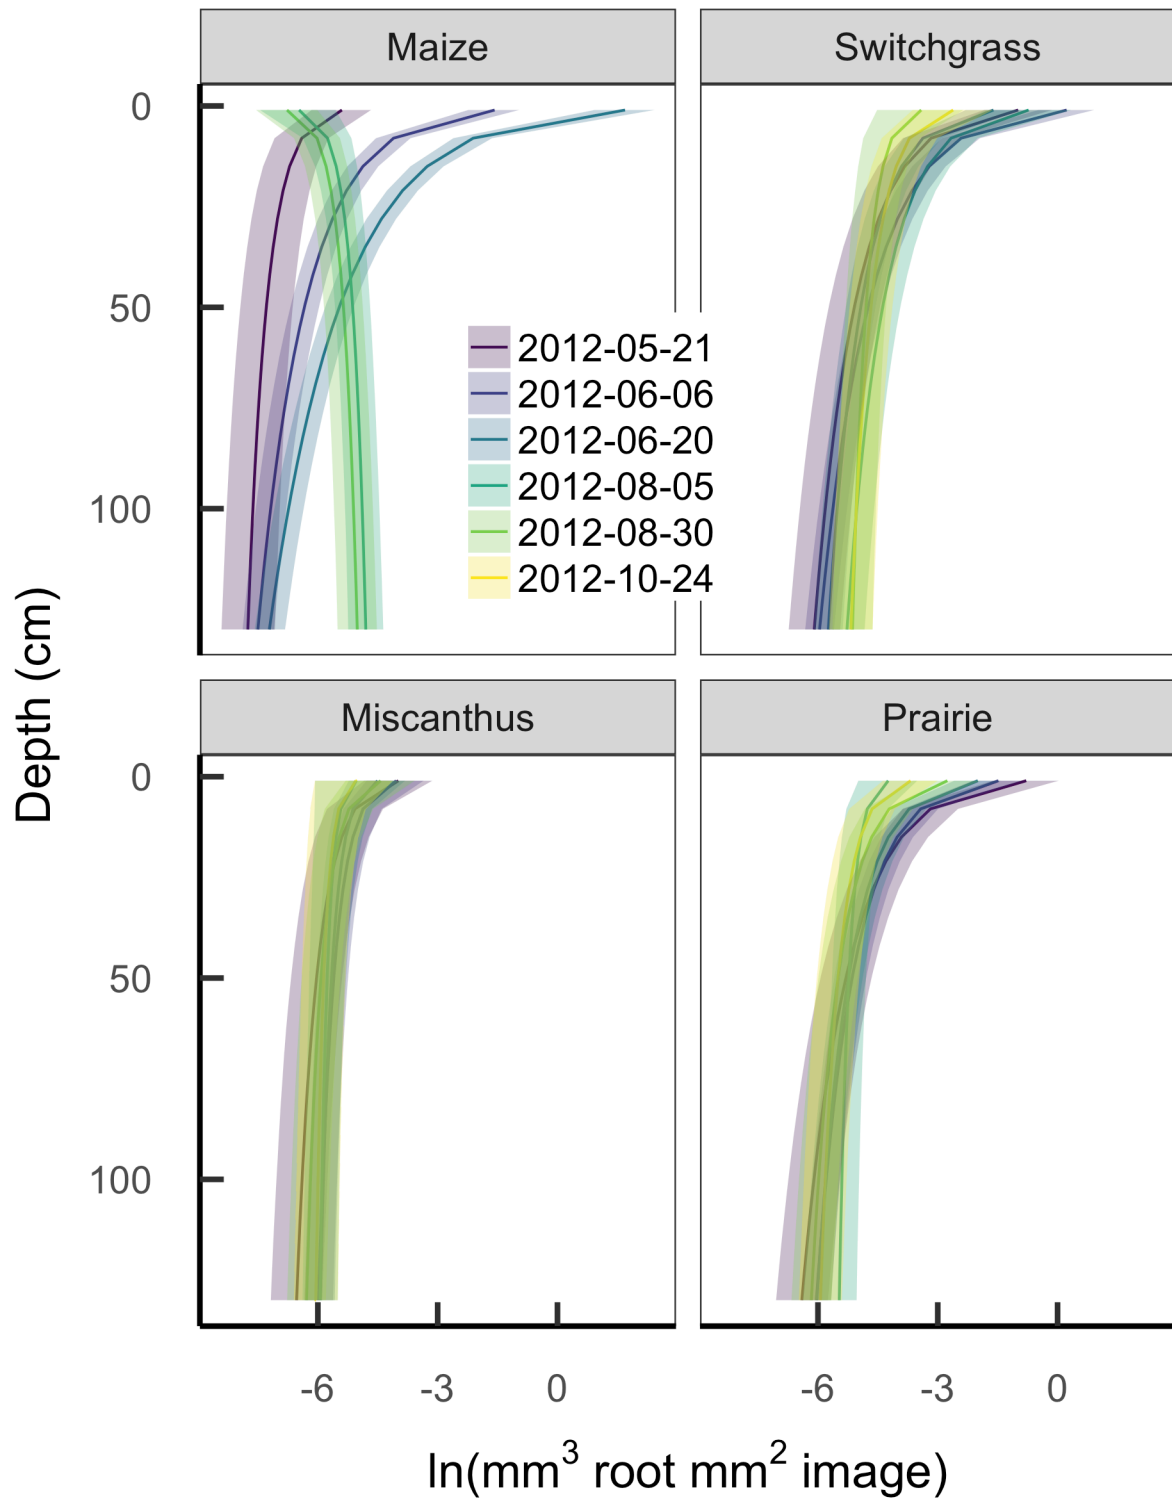 Maize
Switchgrass
0
50
100
2012-05-21
2012-06-06
2012-06-20
2012-08-05
2012-08-30
2012-10-24
Depth (cm)
Miscanthus
Prairie
0
50
100
-6 -3 0
-6 -3 0
ln(mm³ root mm² image)